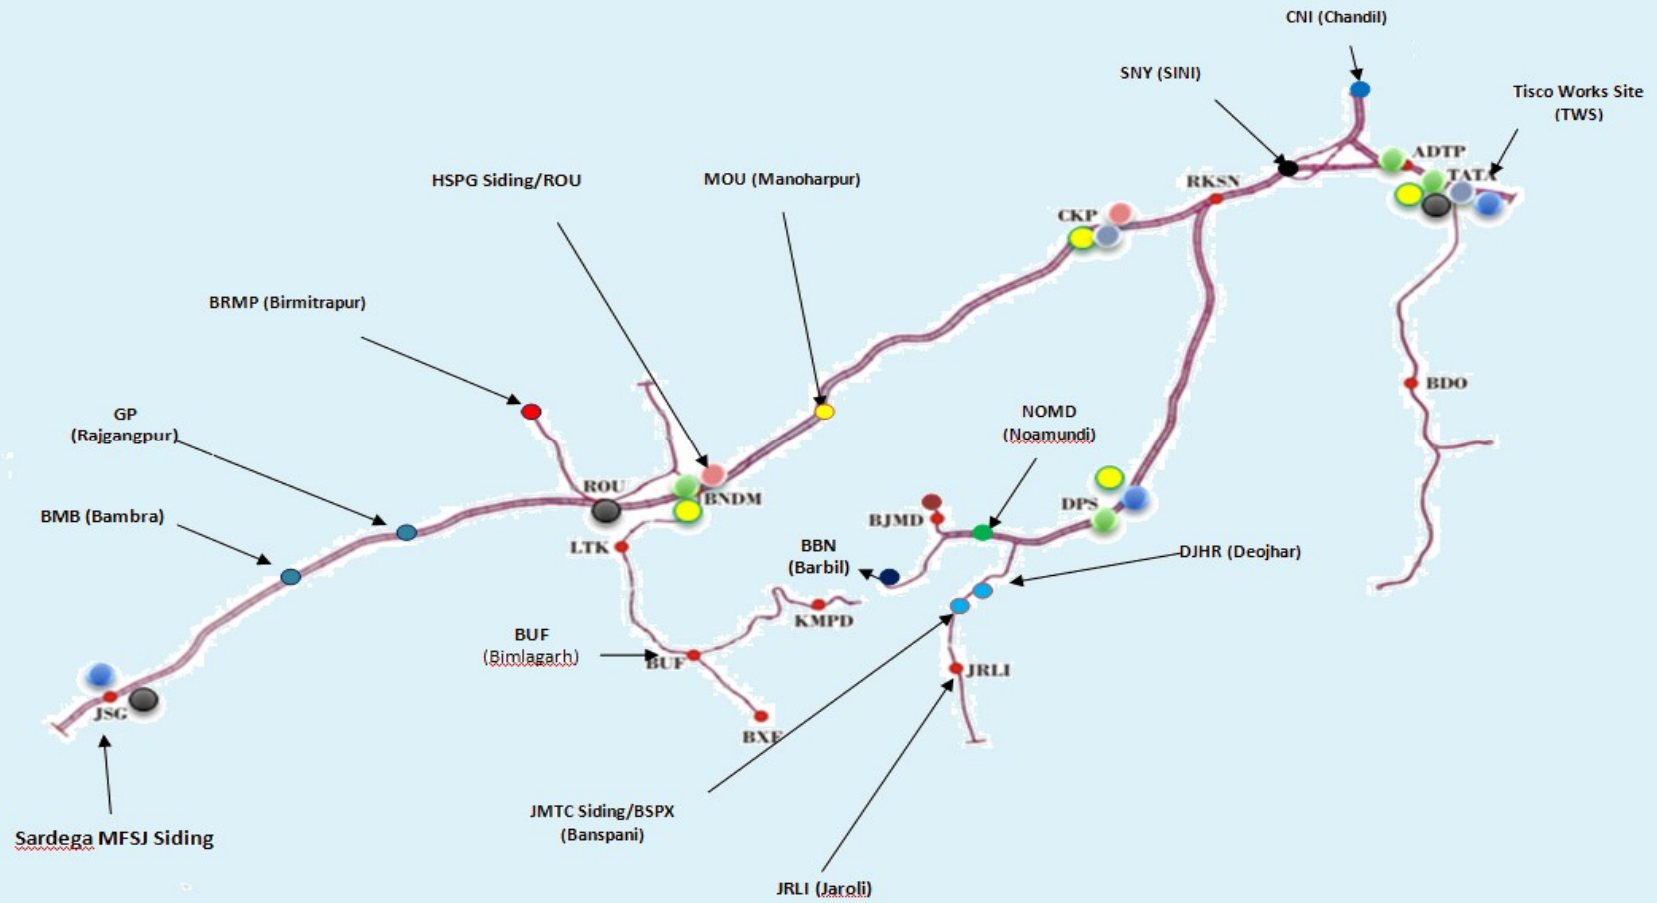 CNI (Chandil)
SNY (SINI)
Tisco Works Site
(TWS)
ADTP
TATA
HSPG Siding/ROU
MOU (Manoharpur)
RKSN
CKP
BRMP (Birmitrapur)
BDO
GP
(Rajgangpur)
NOMD
(Noamundi)
ROU
BNDM
DPS
BMB (Bambra)
BJMD
LTK
BBN
(Barbil)
DJHR (Deojhar)
KMPD
BUF
(Bimlagarh)
BUF
JRLI
JSG
BXF
JMTC Siding/BSPX
(Banspani)
Sardega MFSJ Siding
JRLI (Jaroli)